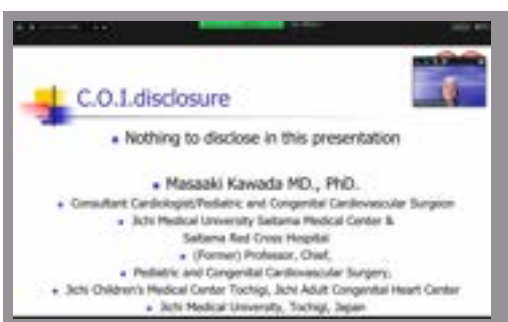 C.O.I.disclosure
Nothing to disclose in this presentation
Masaaki Kawada MD., PhD.
Consultant Cardiologist/Pediatric and Congenital Cardiovascular Surgeon
Jichi Medical University Saitama Medical Center &
Saitama Red Cross Hospital
(Former) Professor, Chief,
Pediatric and Congenital Cardiovascular Surgery,
Jichi Children's Medical Center Tochigi, Jichi Adult Congenital Heart Center
Jichi Medical University, Tochigi, Japan